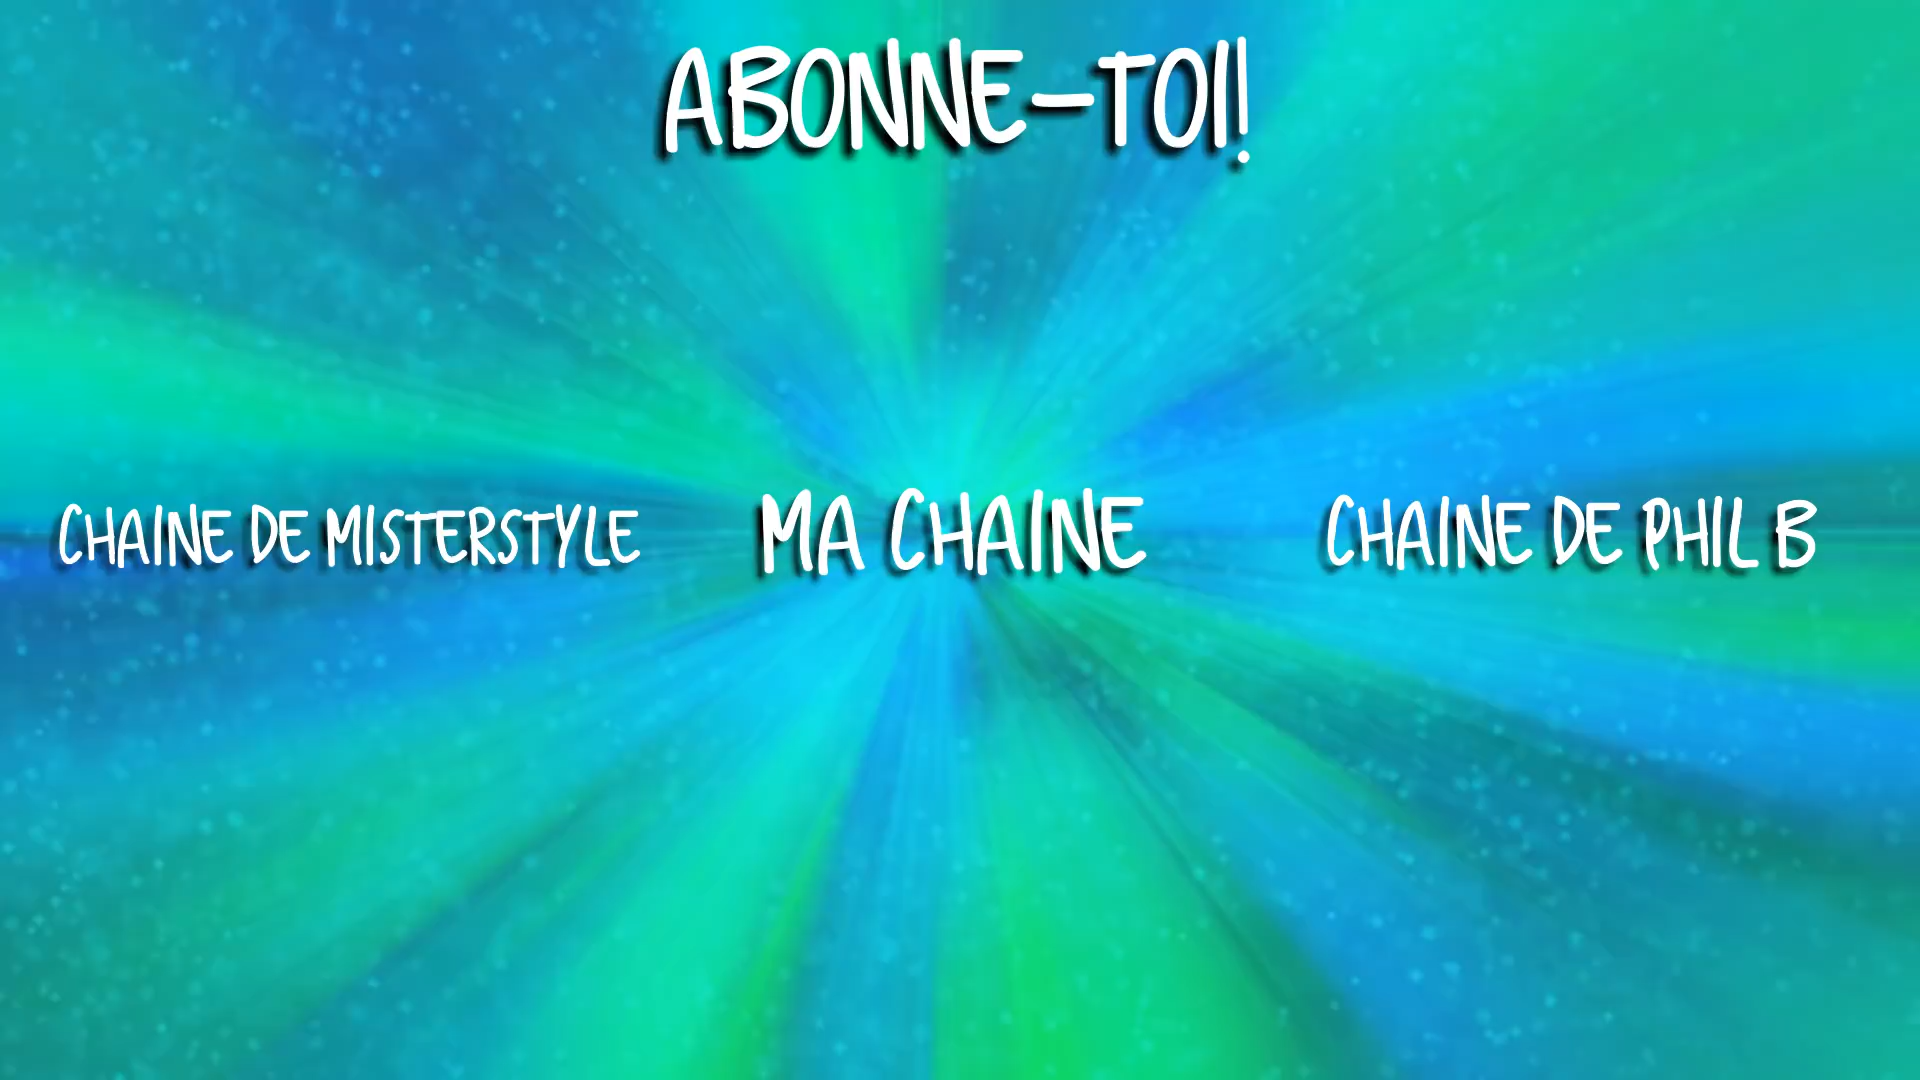 ABONNE-TOI!
CHAINE DE MISTERSTYLE
MA CHAINE
CHAINE DE PHIL B